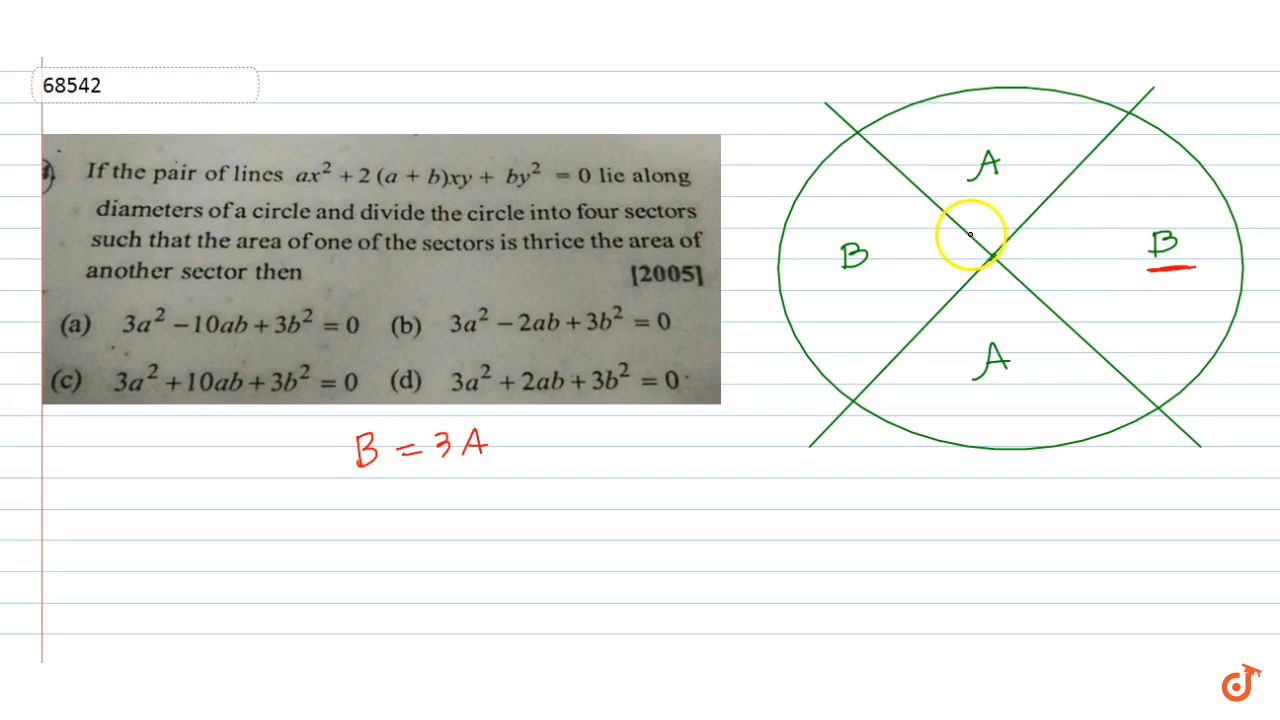 68542
If the pair of lines ax² + 2 (a + b)xy + by² = 0 lie along
diameters of a circle and divide the circle into four sectors
such that the area of one of the sectors is thrice the area of
another sector then [2005]
(a) 3a² − 10ab + 3b² = 0 (b) 3a² − 2ab + 3b² = 0
(c) 3a² + 10ab + 3b² = 0 (d) 3a² + 2ab + 3b² = 0
B = 3A
A
B
B
A